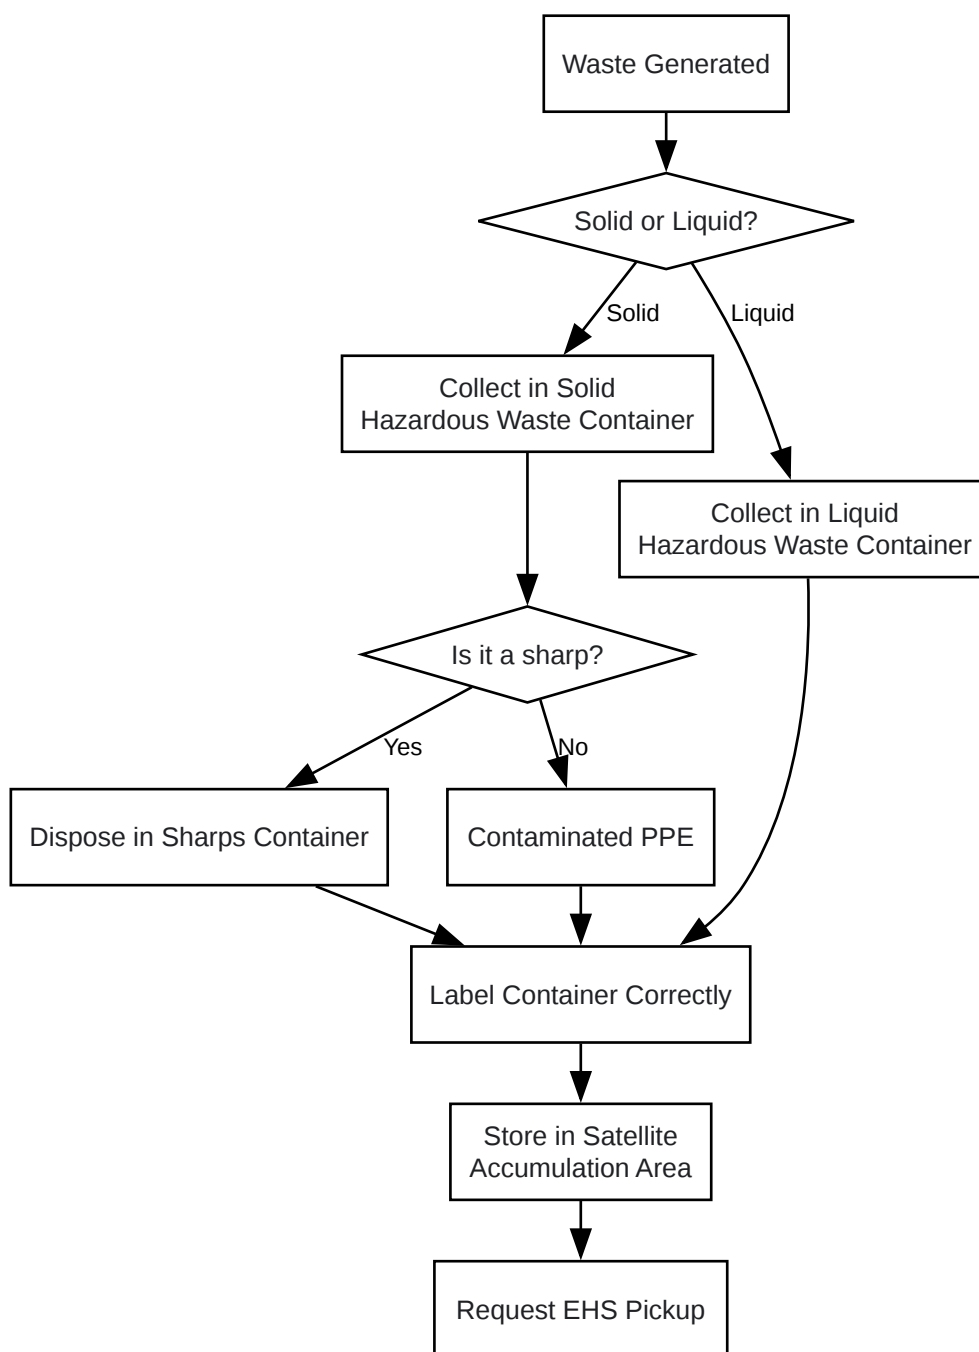 Waste Generated
Solid or Liquid?
Solid
Liquid
Collect in Solid
Hazardous Waste Container
Collect in Liquid
Hazardous Waste Container
Is it a sharp?
Yes
No
Dispose in Sharps Container
Contaminated PPE
Label Container Correctly
Store in Satellite
Accumulation Area
Request EHS Pickup